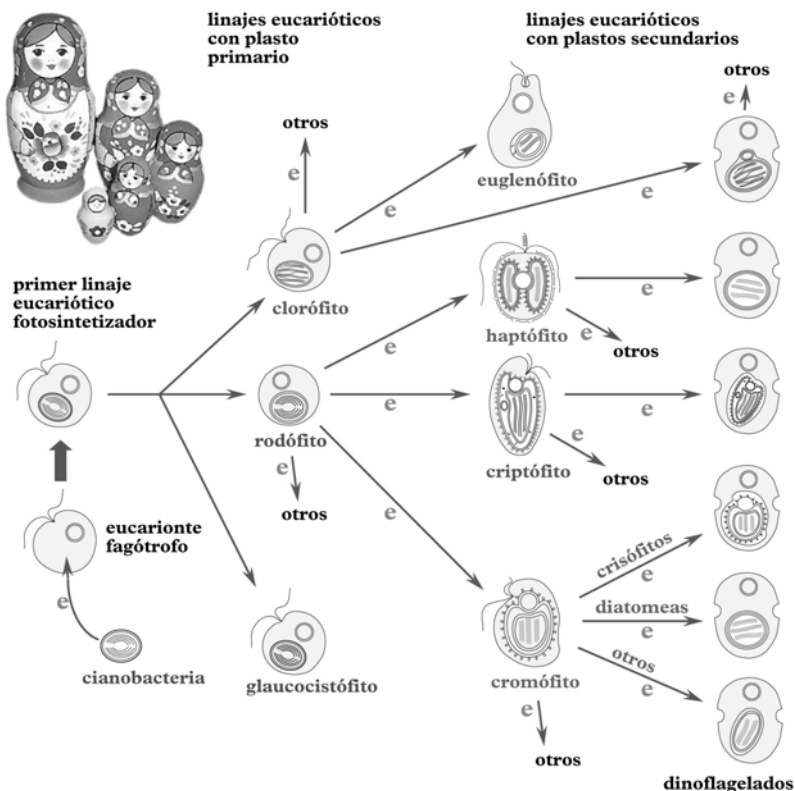 linajes eucarióticos
con plasto
primario
linajes eucarióticos
con plastos secundarios
otros
e
otros
e
e
euglenófito
e
clorófito
primer linaje
eucariótico
fotosintetizador
e
haptófito
e
e
otros
rodófito
e
e
criptófito
e
e
otros
e
otros
eucarionte
fagótrofo
e
e
cianobacteria
glaucocistófito
cromófito
crisófitos
e
diatomeas
e
otros
e
e
otros
dinoflagelados